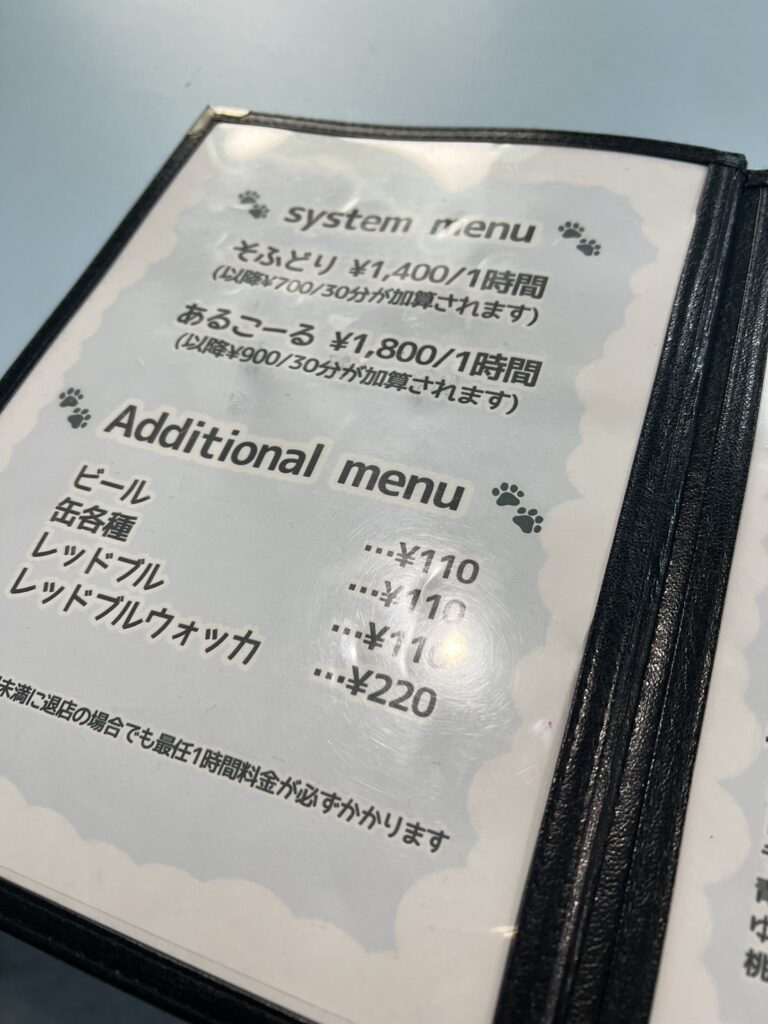 system menu
そふどり ¥1,400/1時間
(以降¥700/30分が加算されます)
あるこーる ¥1,800/1時間
(以降¥900/30分が加算されます)
Additional menu
ビール …¥110
缶各種 …¥110
レッドブル …¥110
レッドブルウォッカ …¥220
未満に退店の場合でも最任1時間料金が必ずかかります
ゆ
桃